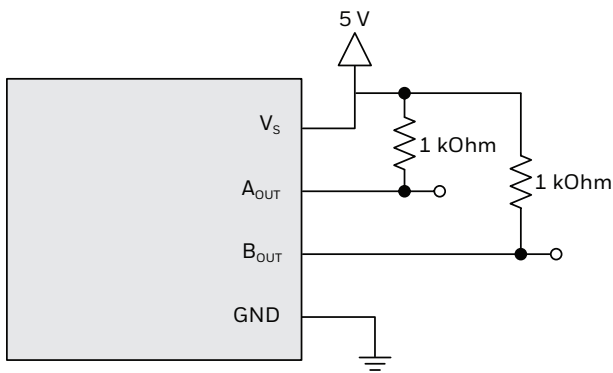 5 V
V_S
1 kOhm
A_OUT
1 kOhm
B_OUT
GND